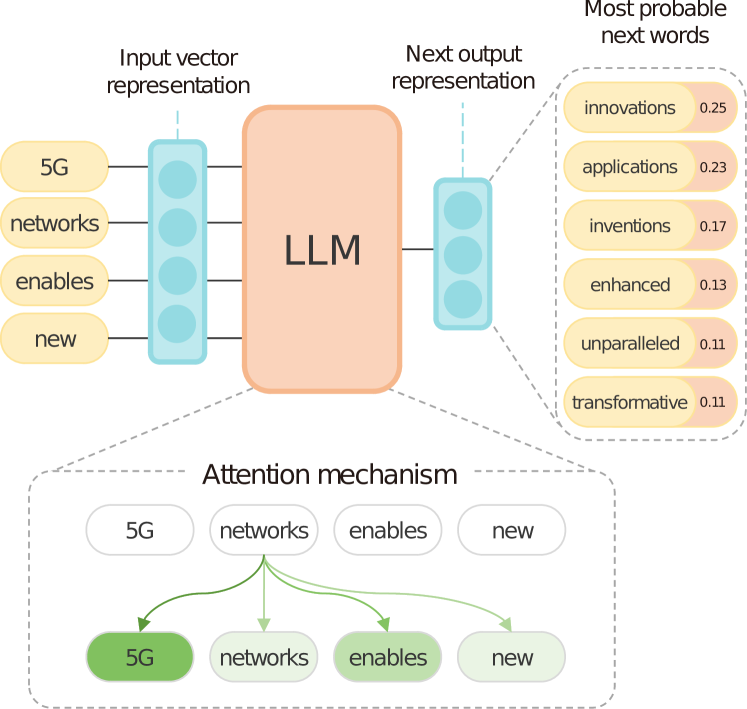 Most probable
next words
Input vector
representation
Next output
representation
5G
networks
enables
new
LLM
innovations 0.25
applications 0.23
inventions 0.17
enhanced 0.13
unparalleled 0.11
transformative 0.11
Attention mechanism
5G networks enables new
5G networks enables new